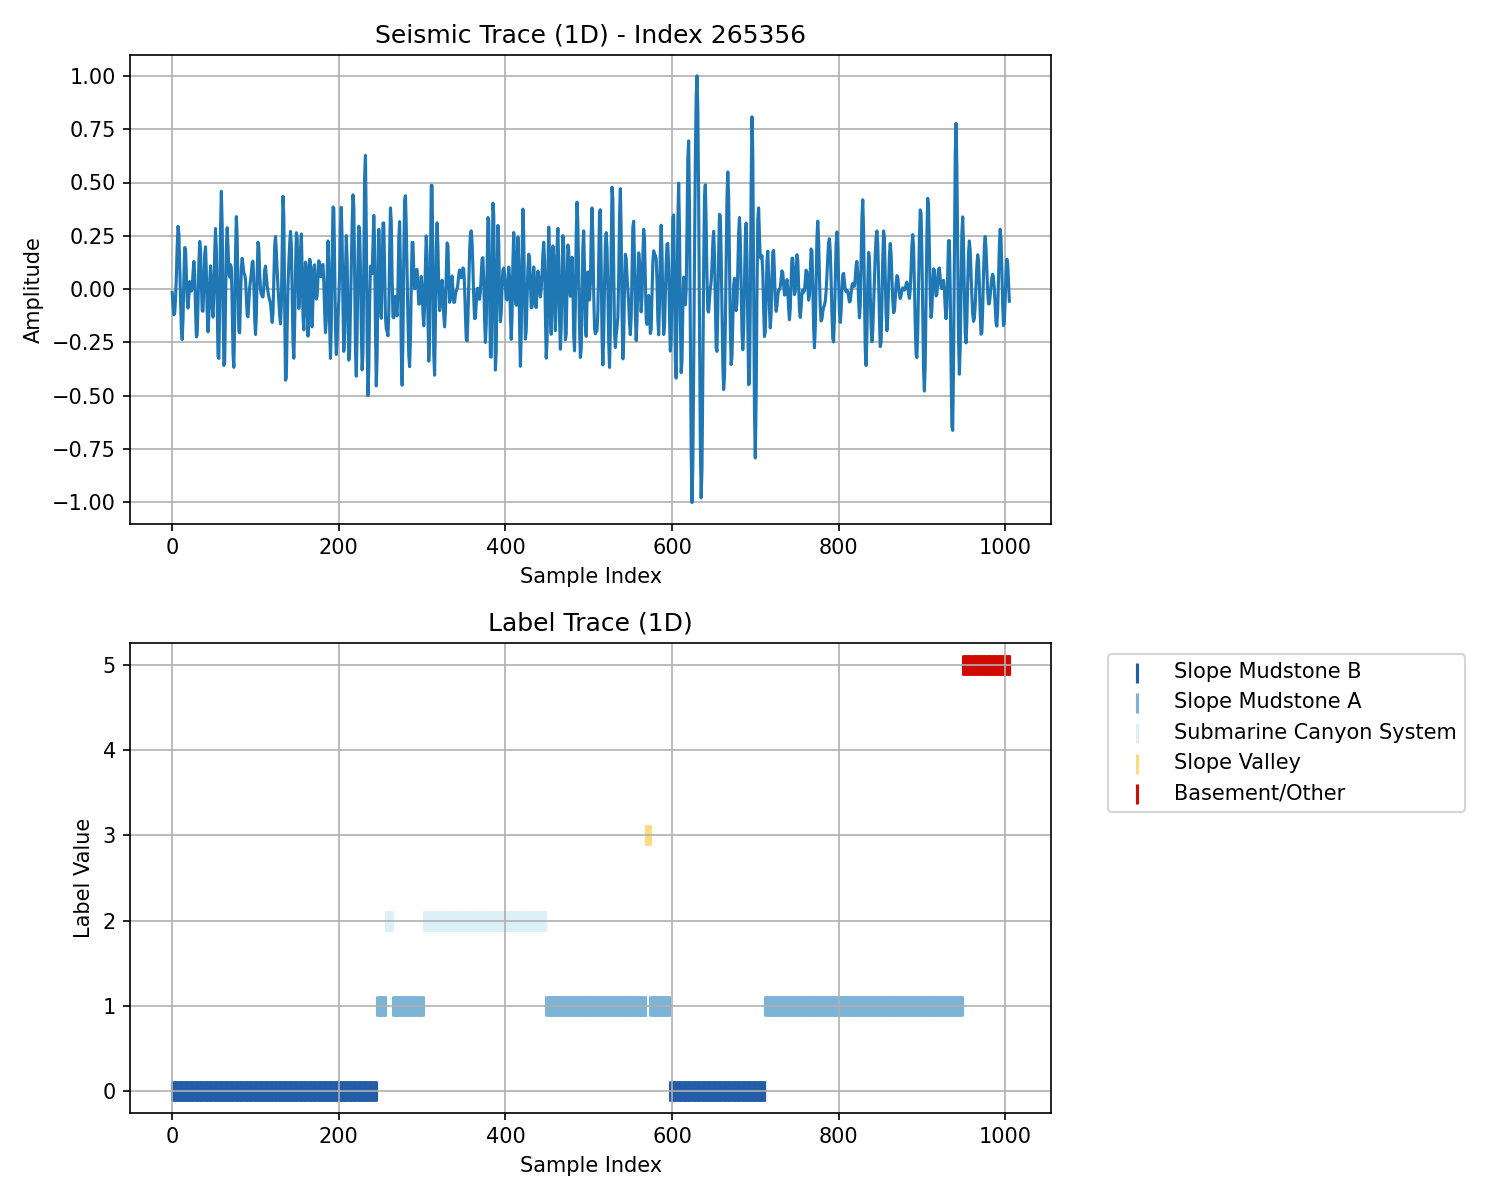 Seismic Trace (1D) - Index 265356
1.00
0.75
0.50
0.25
0.00
−0.25
−0.50
−0.75
−1.00
Amplitude
0 200 400 600 800 1000
Sample Index
Label Trace (1D)
5
4
3
2
1
0
Label Value
0 200 400 600 800 1000
Sample Index
Slope Mudstone B
Slope Mudstone A
Submarine Canyon System
Slope Valley
Basement/Other